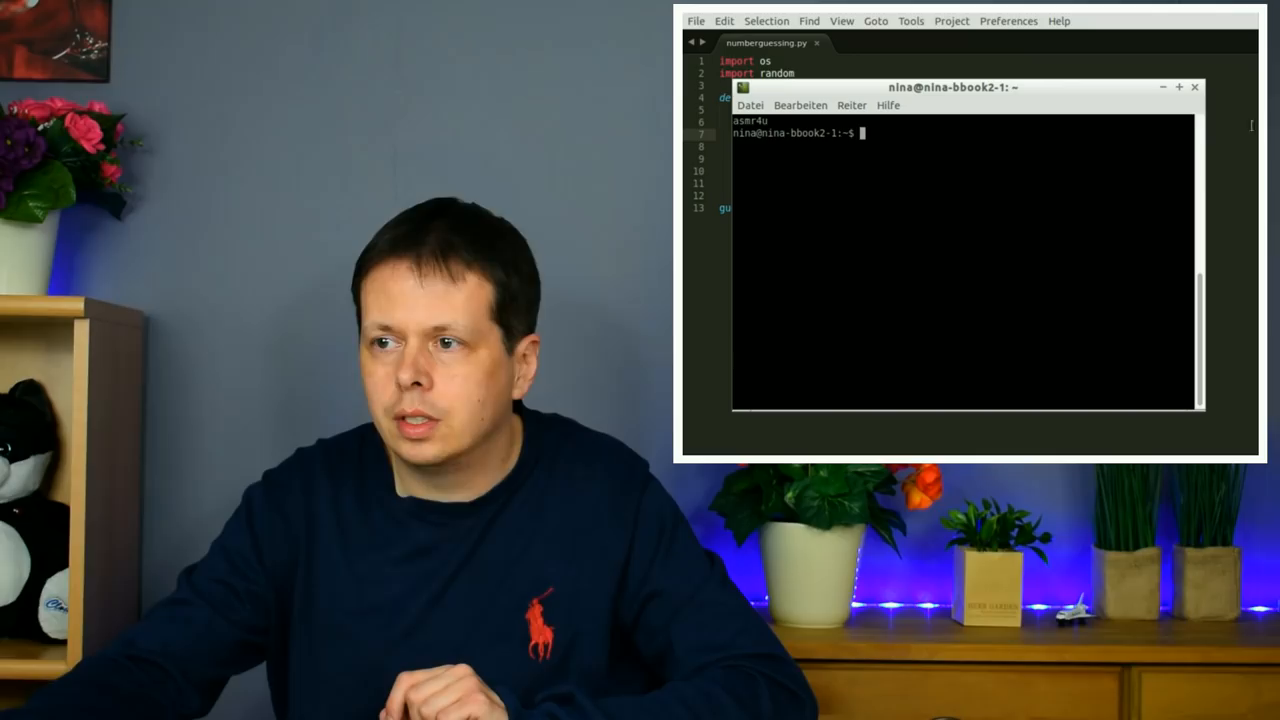 File Edit Selection Find View Goto Tools Project Preferences Help
numberguessing.py
1 import os
2 import random
3
4 de
5
6
7
8
9
10
11
12
13 gu
nina@nina-bbook2-1: ~
Datei Bearbeiten Reiter Hilfe
asmr4u
nina@nina-bbook2-1:~$
HERB GARDEN